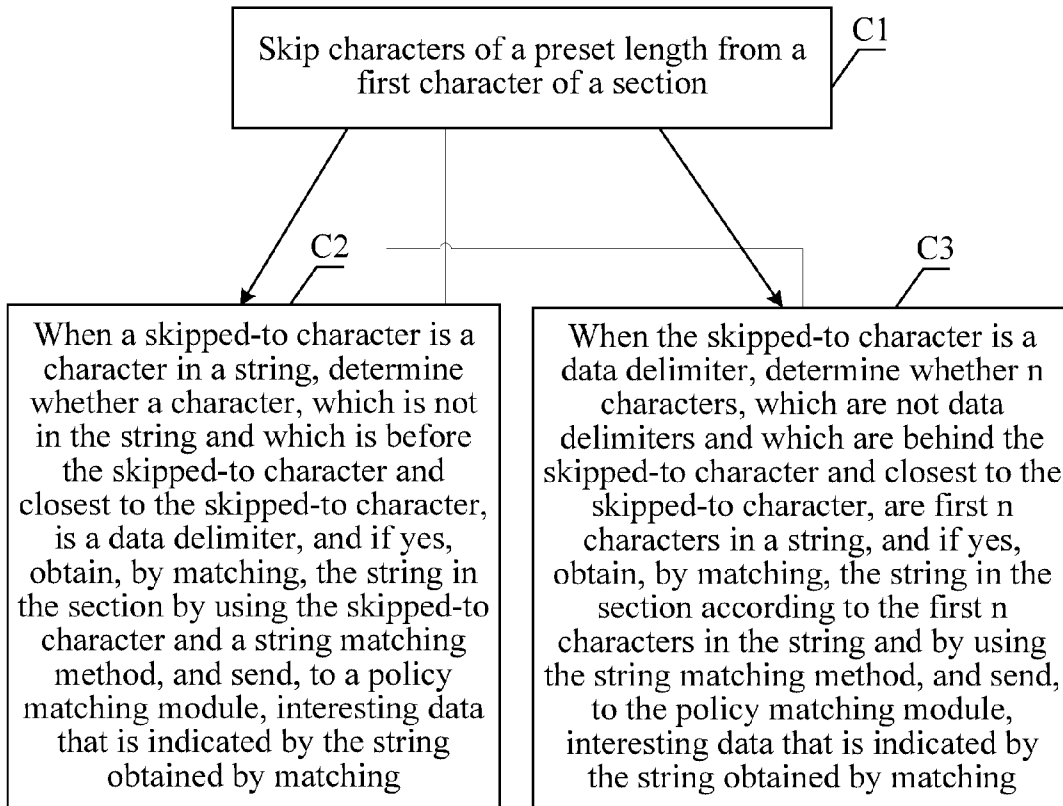 C1
Skip characters of a preset length from a
first character of a section
C2
When a skipped-to character is a
character in a string, determine
whether a character, which is not
in the string and which is before
the skipped-to character and
closest to the skipped-to character,
is a data delimiter, and if yes,
obtain, by matching, the string in
the section by using the skipped-to
character and a string matching
method, and send, to a policy
matching module, interesting data
that is indicated by the string
obtained by matching
C3
When the skipped-to character is a
data delimiter, determine whether n
characters, which are not data
delimiters and which are behind the
skipped-to character and closest to the
skipped-to character, are first n
characters in a string, and if yes,
obtain, by matching, the string in the
section according to the first n
characters in the string and by using
the string matching method, and send,
to the policy matching module,
interesting data that is indicated by
the string obtained by matching